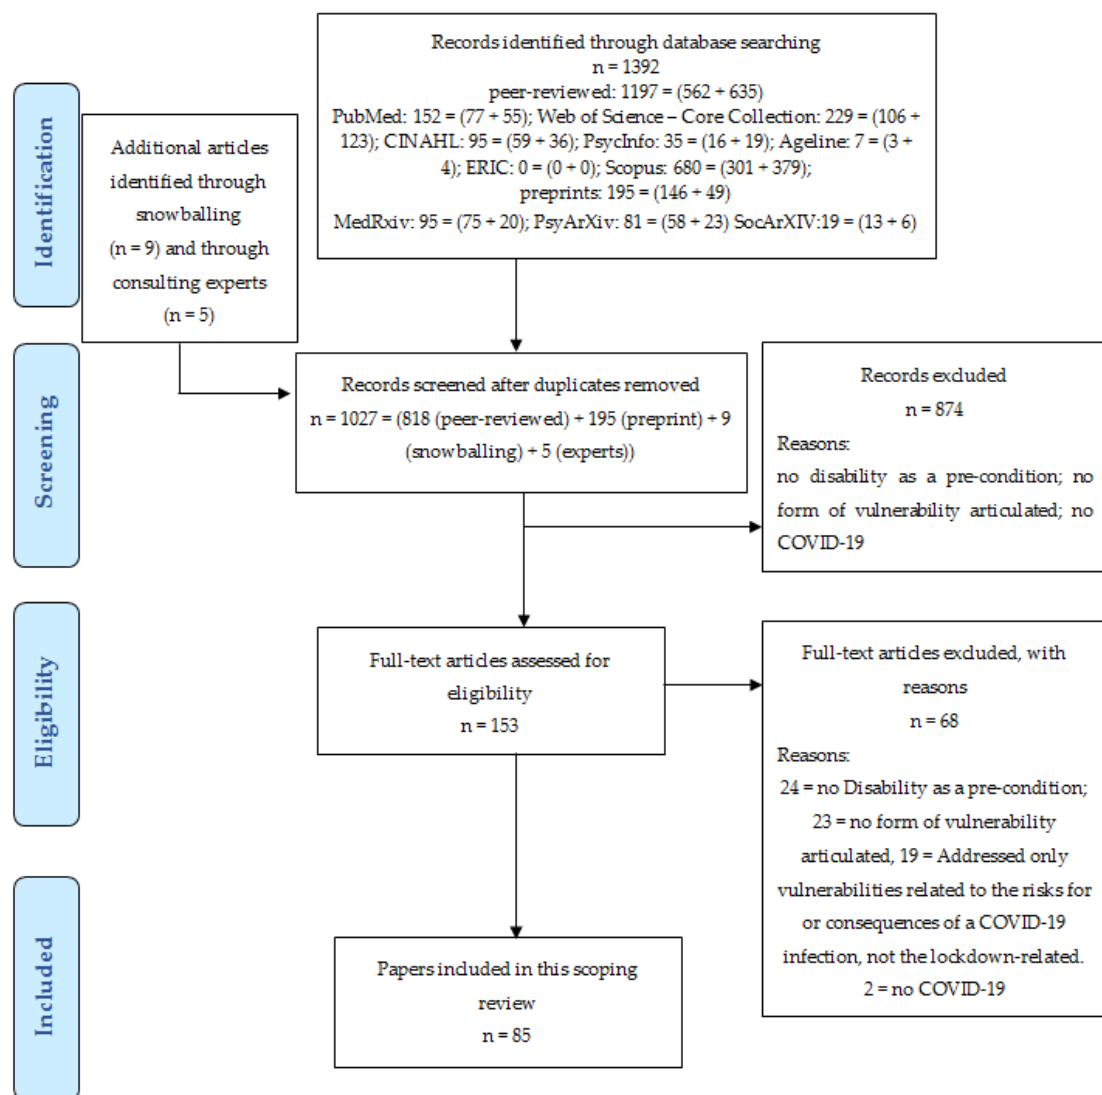 Identification
Additional articles
identified through
snowballing
(n = 9) and through
consulting experts
(n = 5)
Records identified through database searching
n = 1392
peer-reviewed: 1197 = (562 + 635)
PubMed: 152 = (77 + 55); Web of Science – Core Collection: 229 = (106 +
123); CINAHL: 95 = (59 + 36); PsycInfo: 35 = (16 + 19); Ageline: 7 = (3 +
4); ERIC: 0 = (0 + 0); Scopus: 680 = (301 + 379);
preprints: 195 = (146 + 49)
MedRxiv: 95 = (75 + 20); PsyArXiv: 81 = (58 + 23) SocArXIV:19 = (13 + 6)
Screening
Records screened after duplicates removed
n = 1027 = (818 (peer-reviewed) + 195 (preprint) + 9
(snowballing) + 5 (experts))
Records excluded
n = 874
Reasons:
no disability as a pre-condition; no
form of vulnerability articulated; no
COVID-19
Eligibility
Full-text articles assessed for
eligibility
n = 153
Full-text articles excluded, with
reasons
n = 68
Reasons:
24 = no Disability as a pre-condition;
23 = no form of vulnerability
articulated, 19 = Addressed only
vulnerabilities related to the risks for
or consequences of a COVID-19
infection, not the lockdown-related.
2 = no COVID-19
Included
Papers included in this scoping
review
n = 85